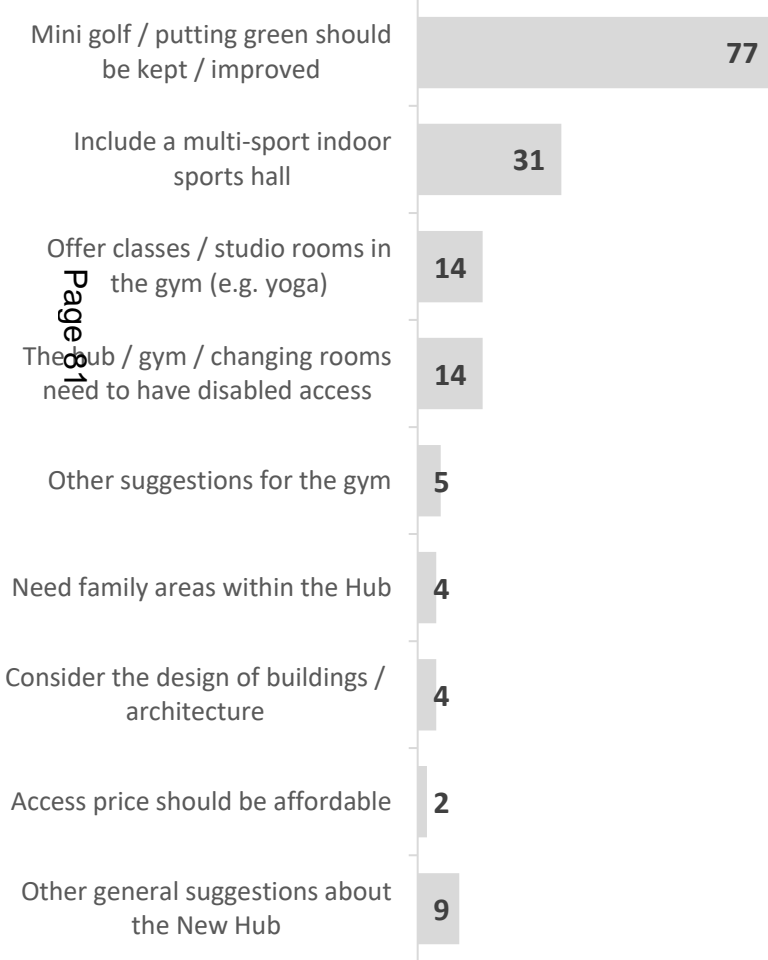 Mini golf / putting green should
be kept / improved
77
Include a multi-sport indoor
sports hall
31
Offer classes / studio rooms in
the gym (e.g. yoga)
14
Page 81
The hub / gym / changing rooms
need to have disabled access
14
Other suggestions for the gym
5
Need family areas within the Hub
4
Consider the design of buildings /
architecture
4
Access price should be affordable
2
Other general suggestions about
the New Hub
9